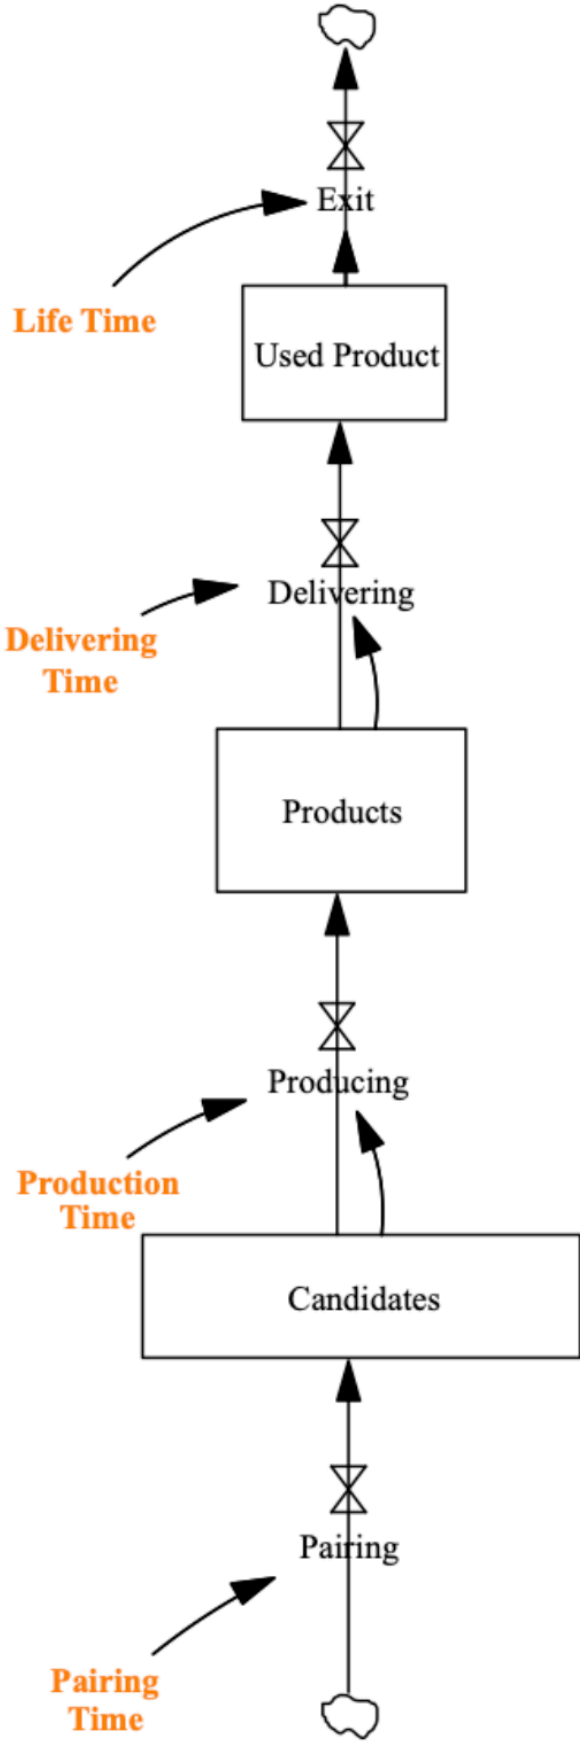 Exit
Life Time
Used Product
Delivering
Delivering
Time
Products
Producing
Production
Time
Candidates
Pairing
Pairing
Time